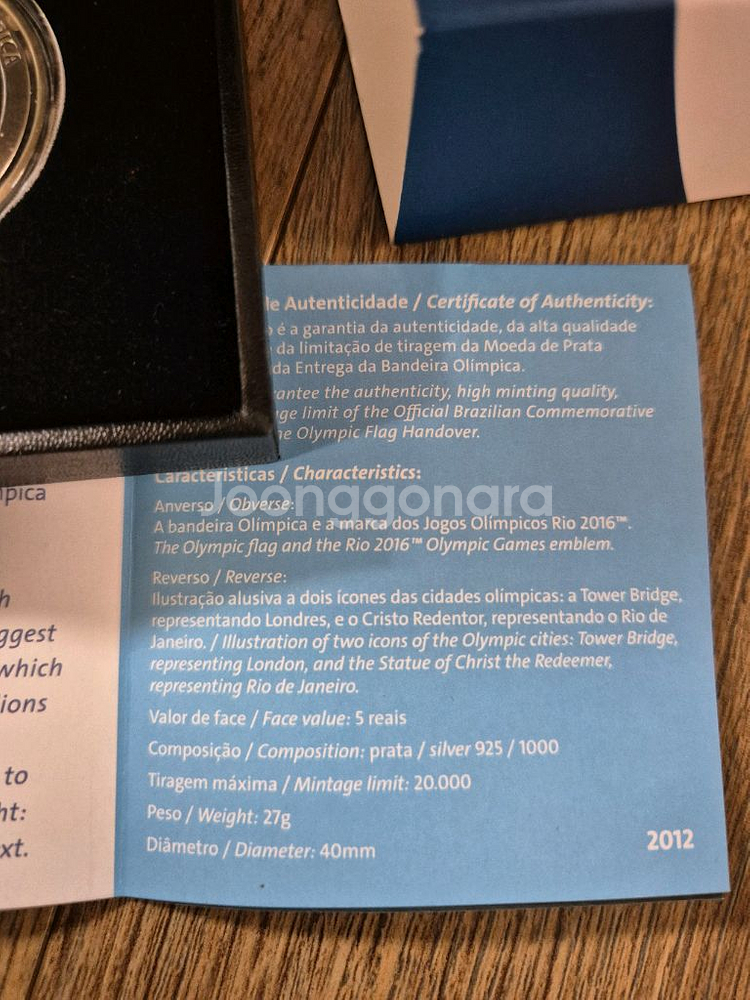 Autenticidade / Certificate of Authenticity:
é a garantia da autenticidade, da alta qualidade
da limitação de tiragem da Moeda de Prata
da Entrega da Bandeira Olímpica.
antee the authenticity, high minting quality,
ge limit of the Official Brazilian Commemorative
Olympic Flag Handover.
Características / Characteristics:
Anverso / Obverse:
A bandeira Olímpica e a marca dos Jogos Olímpicos Rio 2016™.
The Olympic flag and the Rio 2016™ Olympic Games emblem.
Reverso / Reverse:
Ilustração alusiva a dois ícones das cidades olímpicas: a Tower Bridge,
representando Londres, e o Cristo Redentor, representando o Rio de
Janeiro. / Illustration of two icons of the Olympic cities: Tower Bridge,
representing London, and the Statue of Christ the Redeemer,
representing Rio de Janeiro.
Valor de face / Face value: 5 reais
Composição / Composition: prata / silver 925 / 1000
Tiragem máxima / Mintage limit: 20.000
Peso / Weight: 27g
Diâmetro / Diameter: 40mm
2012
pica
h
ggest
which
ions
to
ht:
xt.
Joonggonara